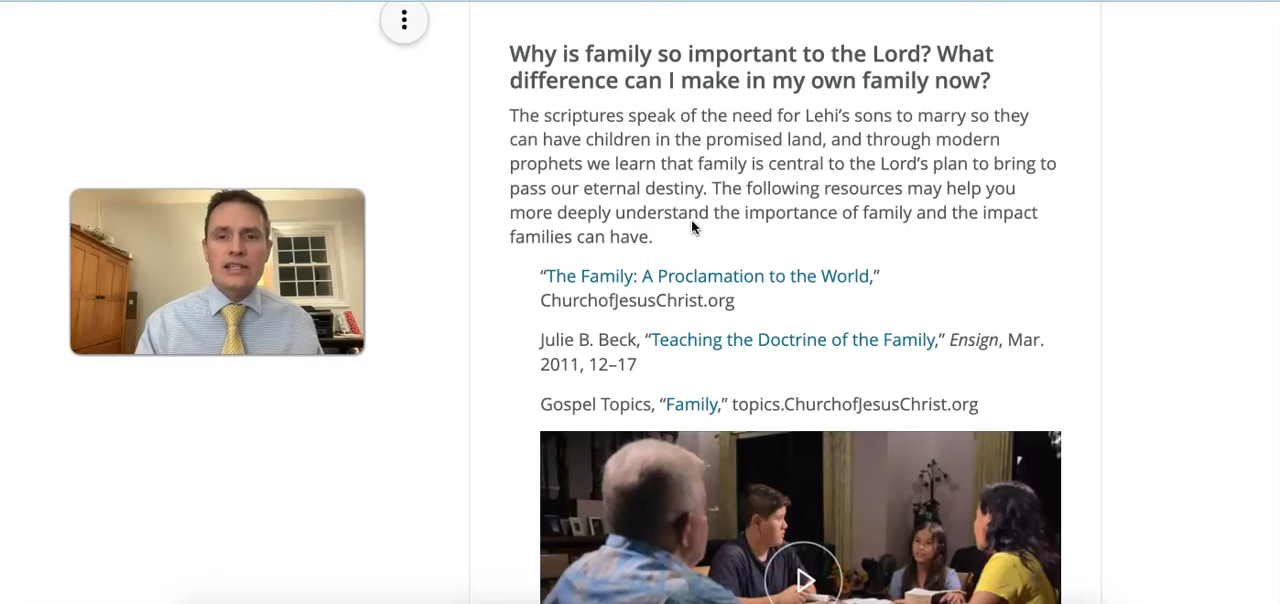 Why is family so important to the Lord? What
difference can I make in my own family now?
The scriptures speak of the need for Lehi’s sons to marry so they
can have children in the promised land, and through modern
prophets we learn that family is central to the Lord’s plan to bring to
pass our eternal destiny. The following resources may help you
more deeply understand the importance of family and the impact
families can have.
“The Family: A Proclamation to the World,”
ChurchofJesusChrist.org
Julie B. Beck, “Teaching the Doctrine of the Family,” Ensign, Mar.
2011, 12–17
Gospel Topics, “Family,” topics.ChurchofJesusChrist.org